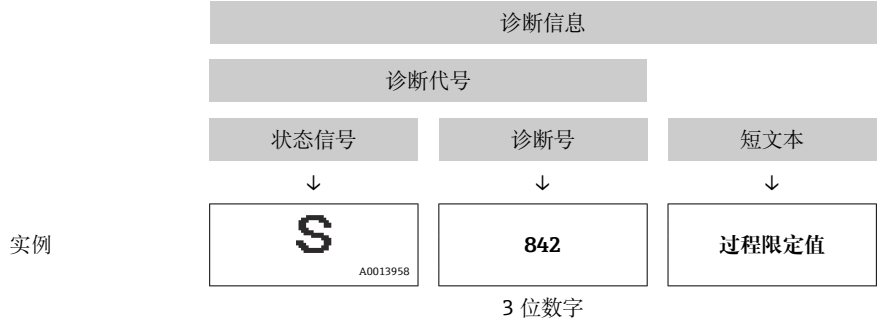 诊断信息
诊断代号
状态信号 诊断号 短文本
↓ ↓ ↓
实例 S 842 过程限定值
A0013958
3 位数字